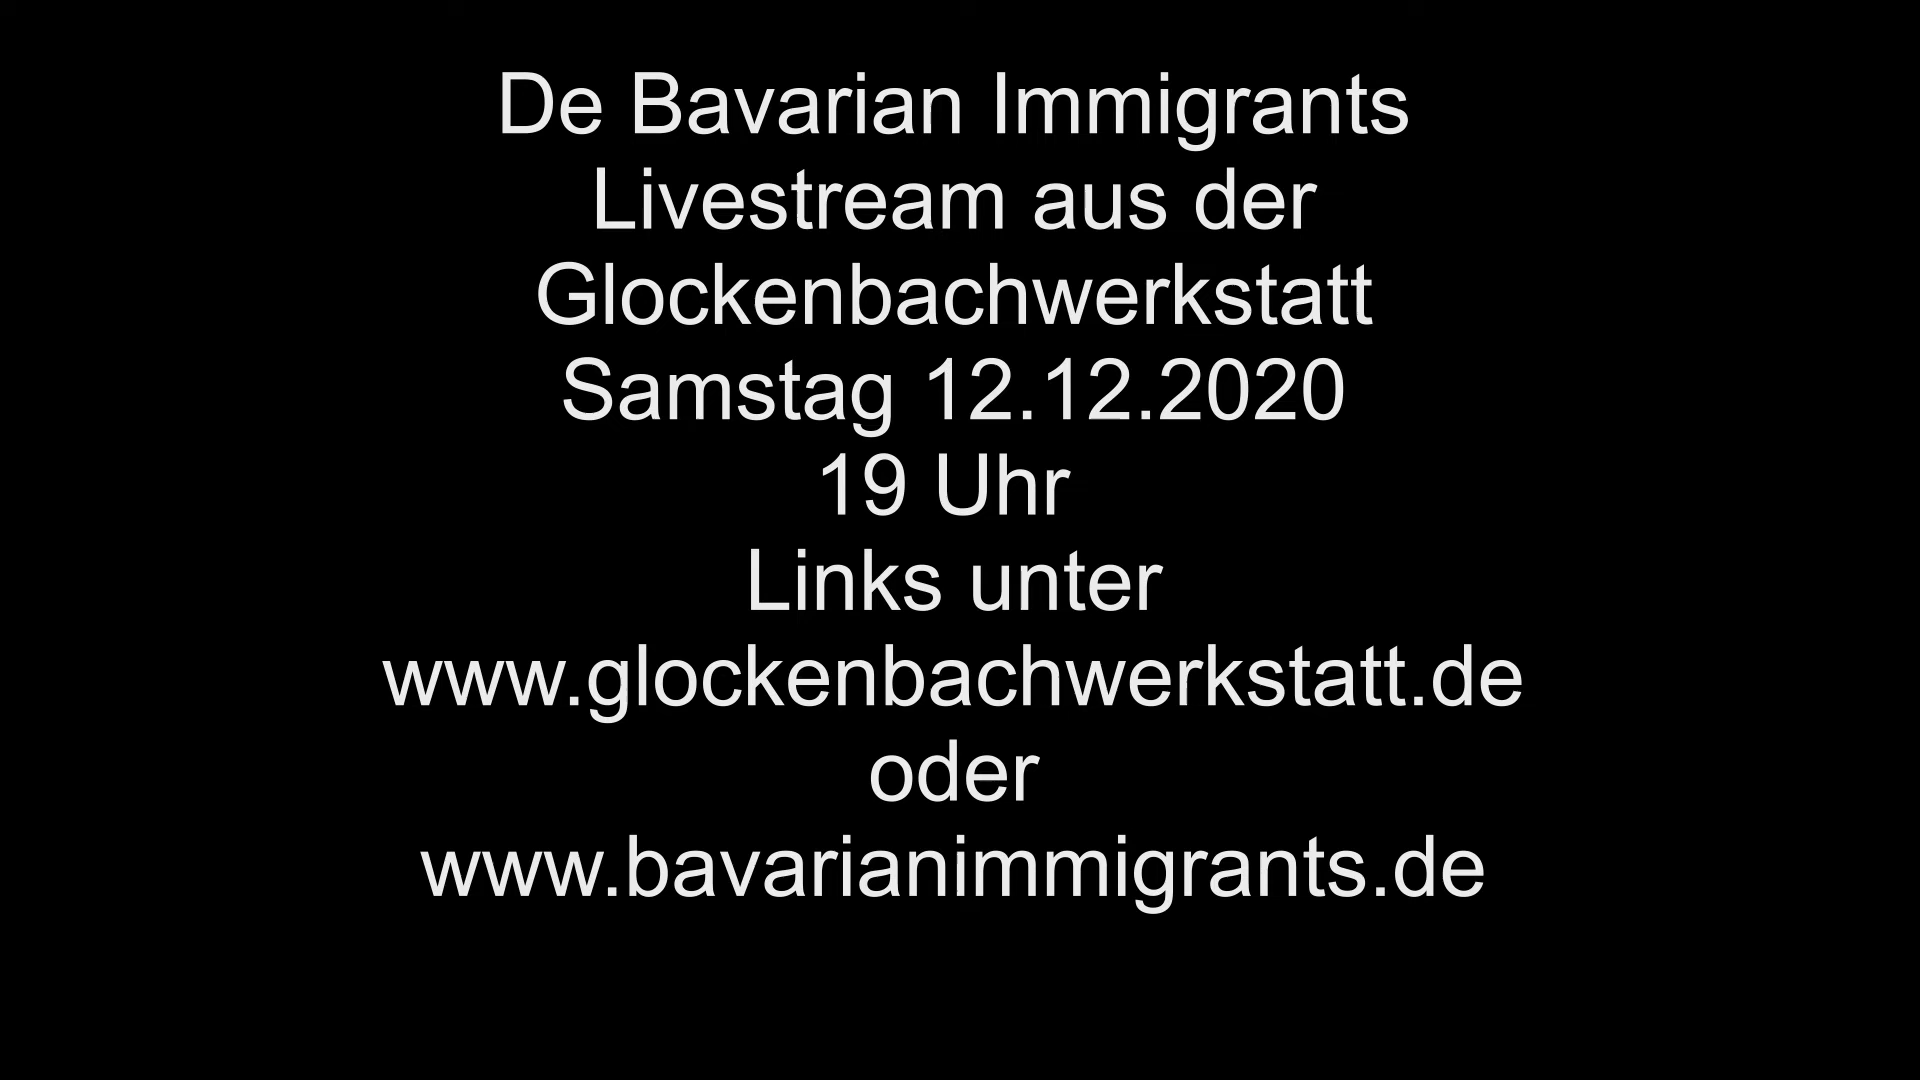 De Bavarian Immigrants
Livestream aus der
Glockenbachwerkstatt
Samstag 12.12.2020
19 Uhr
Links unter
www.glockenbachwerkstatt.de
oder
www.bavarianimmigrants.de